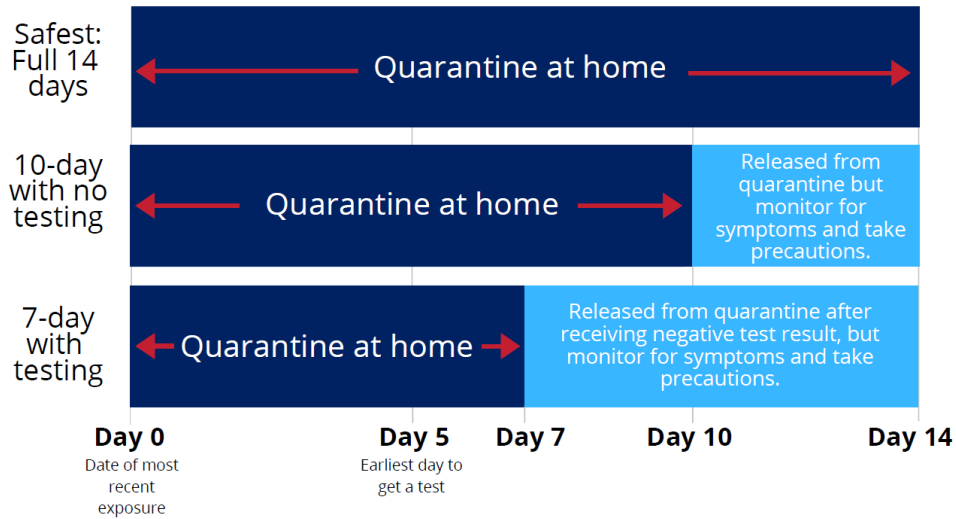 Safest:
Full 14
days
Quarantine at home
10-day
with no
testing
Quarantine at home
Released from
quarantine but
monitor for
symptoms and take
precautions.
7-day
with
testing
Quarantine at home
Released from quarantine after
receiving negative test result, but
monitor for symptoms and take
precautions.
Day 0
Date of most
recent
exposure
Day 5
Earliest day to
get a test
Day 7
Day 10
Day 14